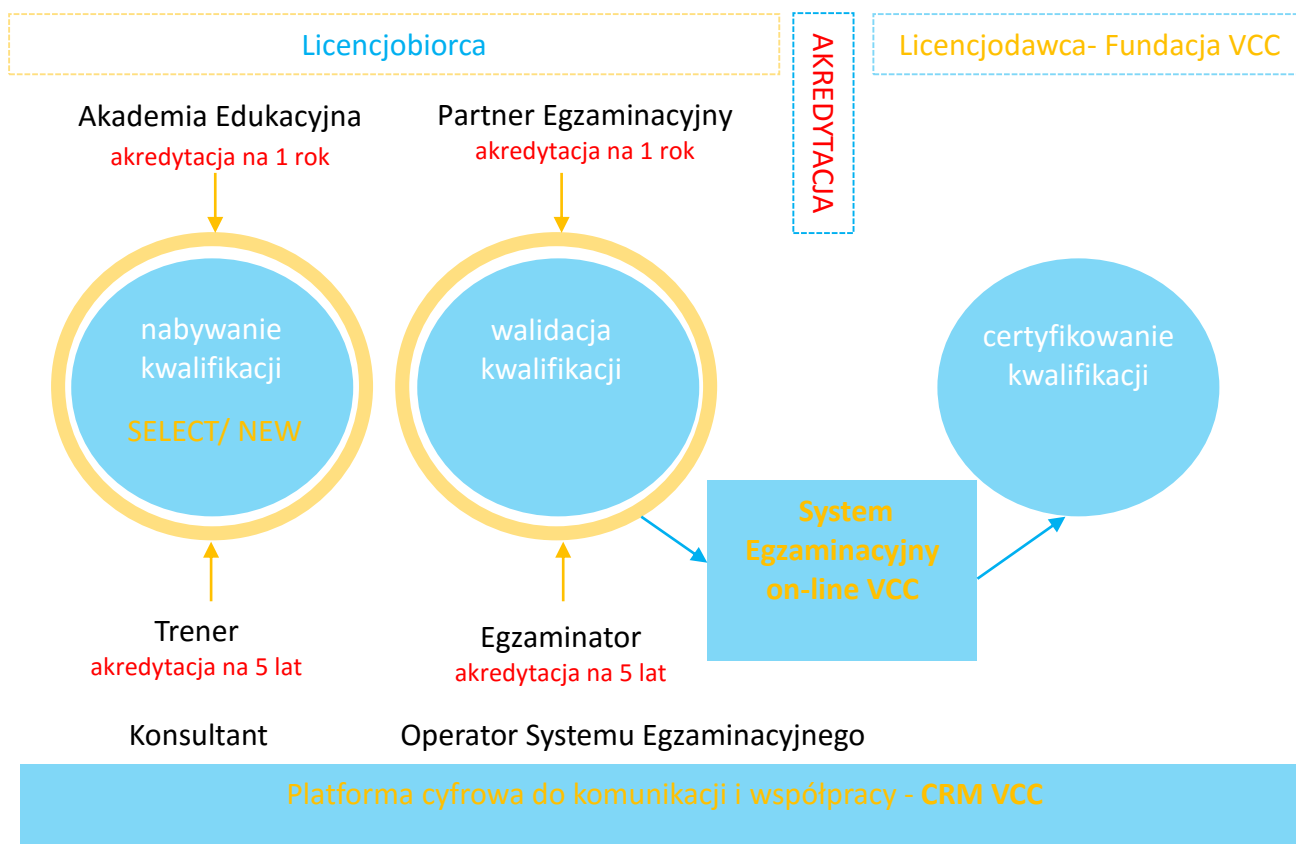 Licencjobiorca
AKREDYTACJA
Licencjodawca- Fundacja VCC
Akademia Edukacyjna
akredytacja na 1 rok
Partner Egzaminacyjny
akredytacja na 1 rok
nabywanie
kwalifikacji
SELECT/ NEW
walidacja
kwalifikacji
certyfikowanie
kwalifikacji
System
Egzaminacyjny
on-line VCC
Trener
akredytacja na 5 lat
Egzaminator
akredytacja na 5 lat
Konsultant
Operator Systemu Egzaminacyjnego
Platforma cyfrowa do komunikacji i współpracy - CRM VCC